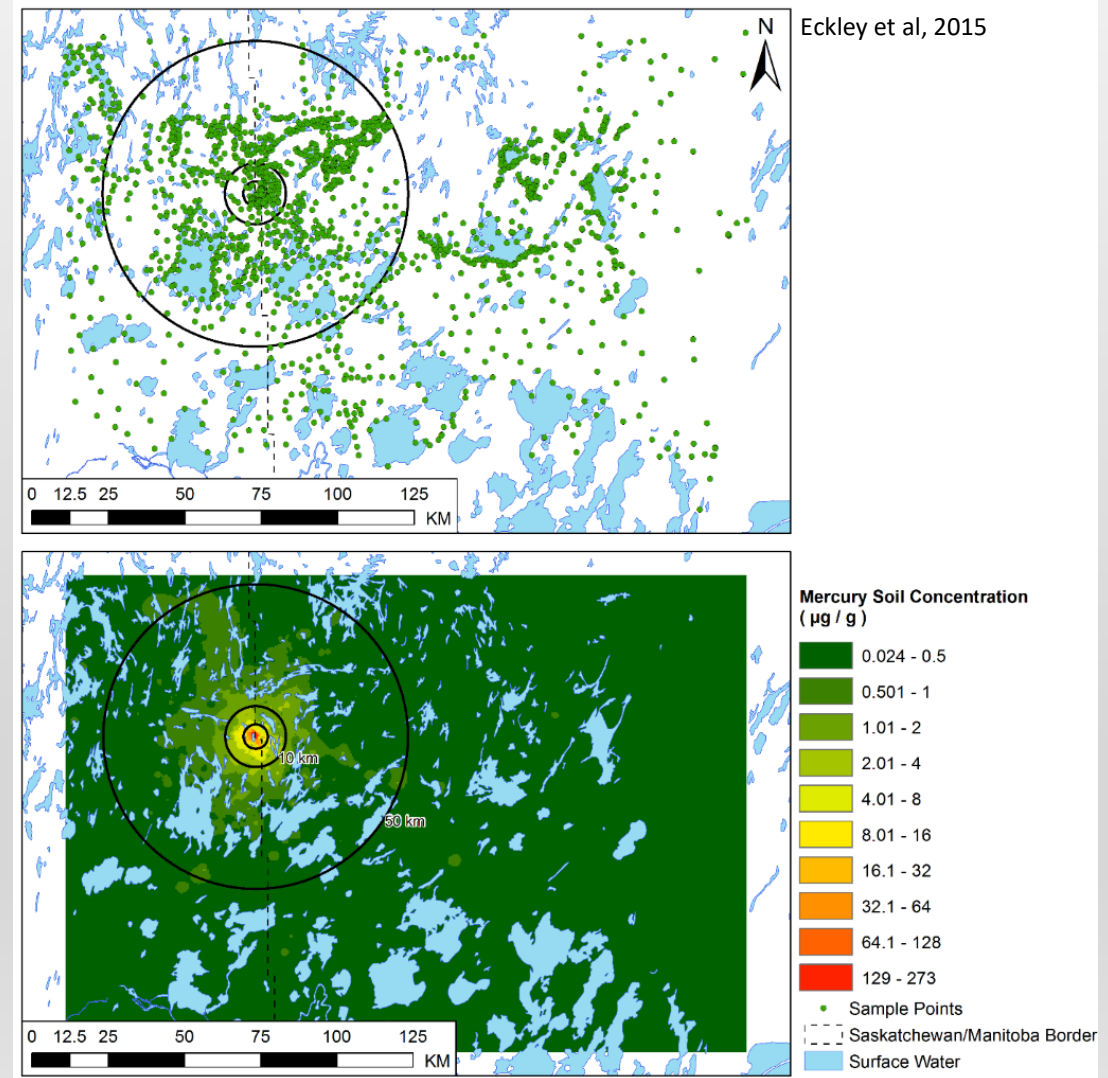 Eckley et al, 2015
N
0 12.5 25 50 75 100 125
KM
10 km
50 km
0 12.5 25 50 75 100 125
KM
Mercury Soil Concentration
( µg / g )
0.024 - 0.5
0.501 - 1
1.01 - 2
2.01 - 4
4.01 - 8
8.01 - 16
16.1 - 32
32.1 - 64
64.1 - 128
129 - 273
Sample Points
Saskatchewan/Manitoba Border
Surface Water